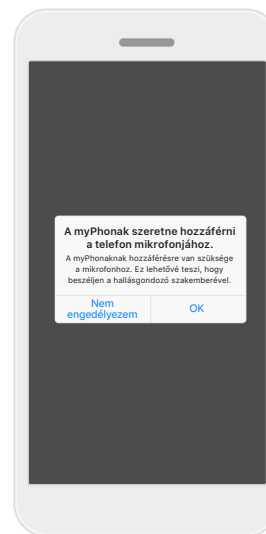 A myPhonak szeretne hozzáférni
a telefon mikrofonjához.
A myPhonaknak hozzáférésre van szüksége
a mikrofonhoz. Ez lehetővé teszi, hogy
beszéljen a hallásgondozó szakemberével.
Nem
engedélyezem
OK